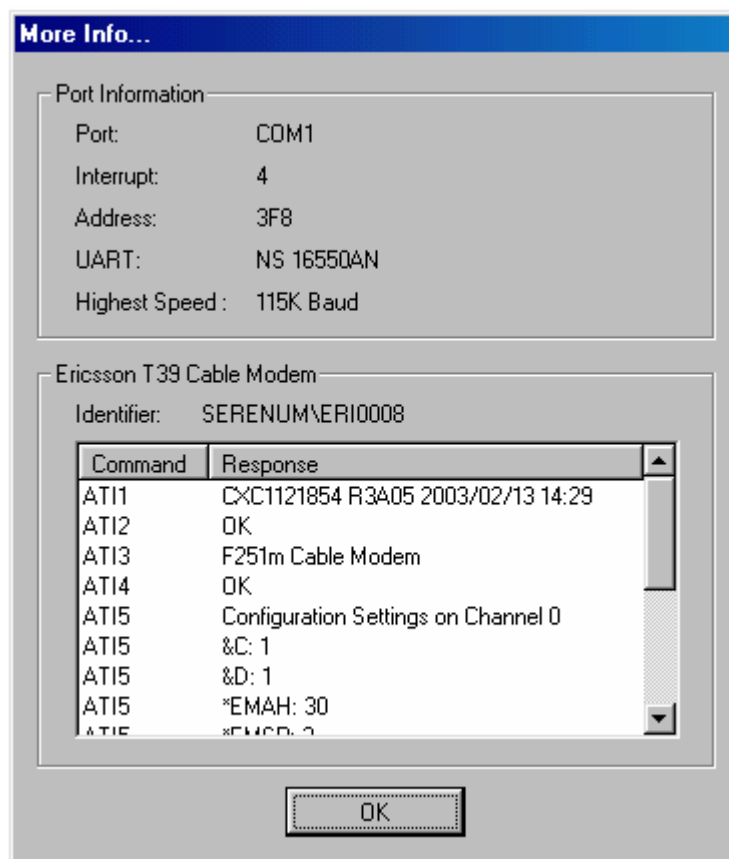 More Info...
Port Information
Port: COM1
Interrupt: 4
Address: 3F8
UART: NS 16550AN
Highest Speed : 115K Baud
Ericsson T39 Cable Modem
Identifier: SERENUM\ERI0008
Command Response
ATI1 CXC1121854 R3A05 2003/02/13 14:29
ATI2 OK
ATI3 F251m Cable Modem
ATI4 OK
ATI5 Configuration Settings on Channel 0
ATI5 &C: 1
ATI5 &D: 1
ATI5 *EMAH: 30
ATI5
OK